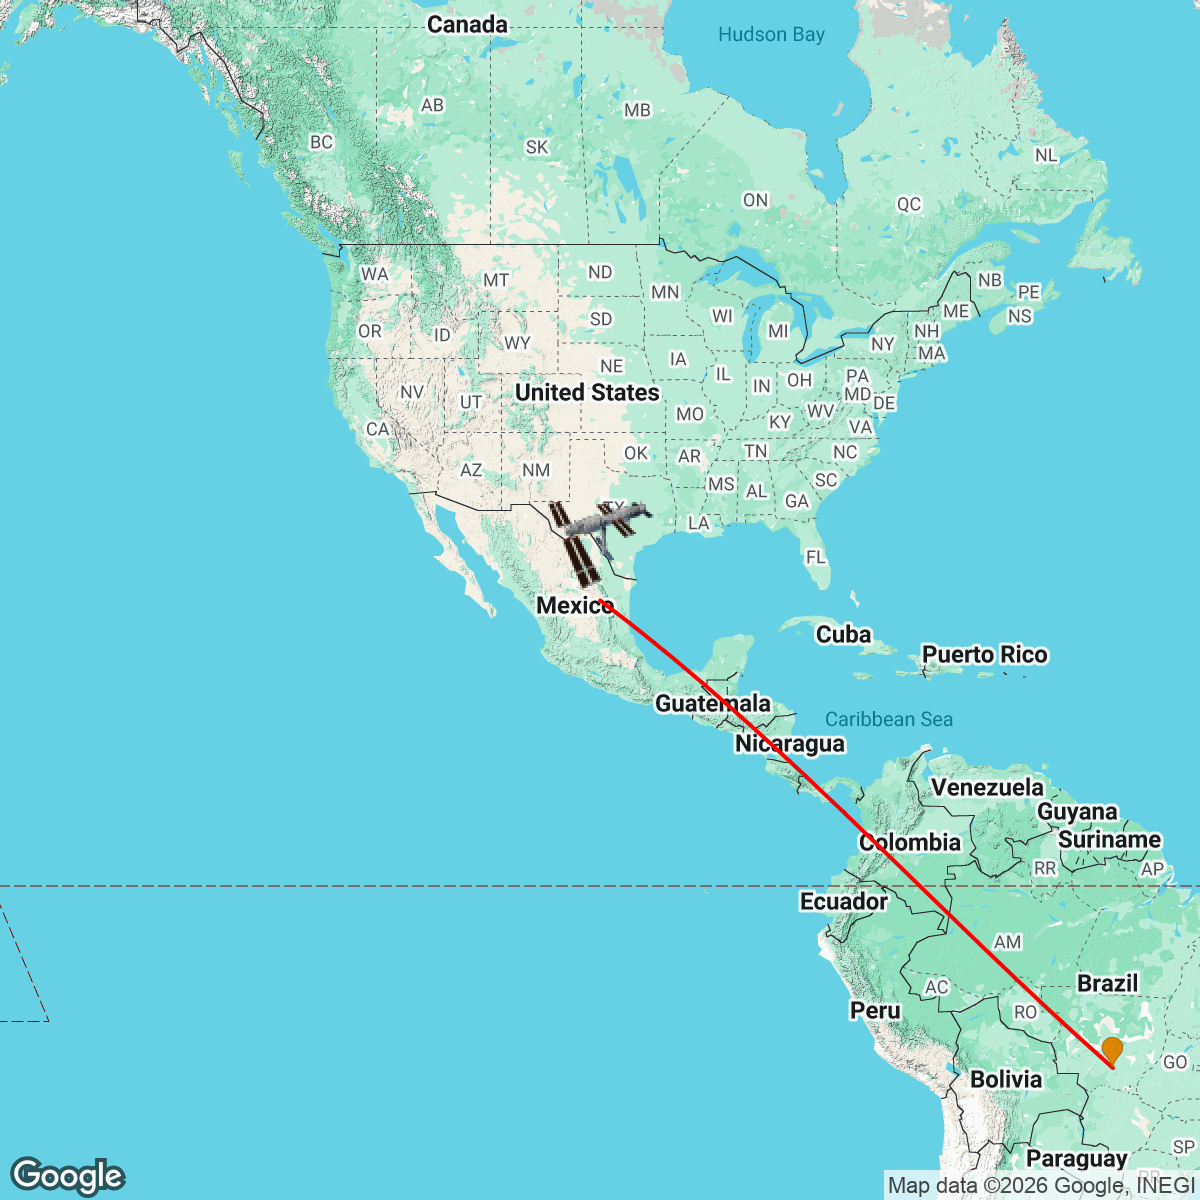 Canada
Hudson Bay
AB
MB
BC
SK
NL
ON
QC
WA
MT
ND
MN
NB
PE
NS
ME
OR
ID
SD
WI
MI
NH
NY
MA
WY
NE
IA
IL
IN
OH
PA
MD
DE
NV
UT
United States
MO
KY
WV
VA
CA
AZ
NM
OK
AR
TN
NC
SC
MS
AL
GA
TX
LA
FL
Mexico
Cuba
Puerto Rico
Guatemala
Caribbean Sea
Nicaragua
Venezuela
Guyana
Colombia
Suriname
RR
AP
Ecuador
AM
Brazil
AC
Peru
RO
GO
Bolivia
SP
Paraguay
PR
Google
Map data ©2026 Google, INEGI